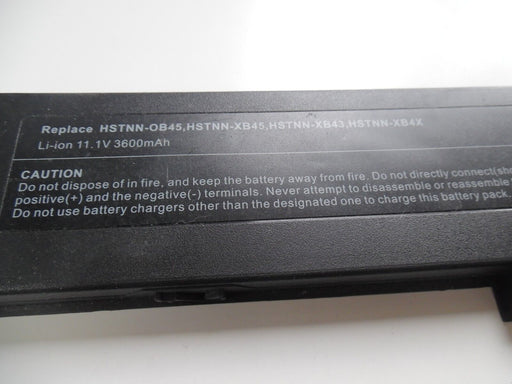 Replace HSTNN-OB45,HSTNN-XB45,HSTNN-XB43,HSTNN-XB4X
Li-ion 11.1V 3600mAh
CAUTION
Do not dispose of in fire, and keep the battery away from fire. Do not directly connect(sho
positive(+) and the negative(-) terminals. Never attempt to disassemble or reassemble
Do not use battery chargers other than the designated one to charge this battery pack.